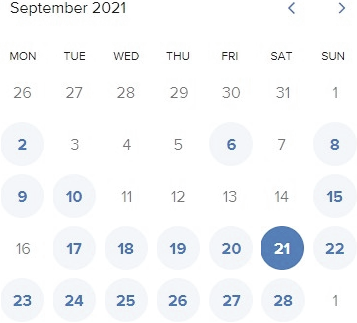 September 2021
MON TUE WED THU FRI SAT SUN
26 27 28 29 30 31 1
2 3 4 5 6 7 8
9 10 11 12 13 14 15
16 17 18 19 20 21 22
23 24 25 26 27 28 1